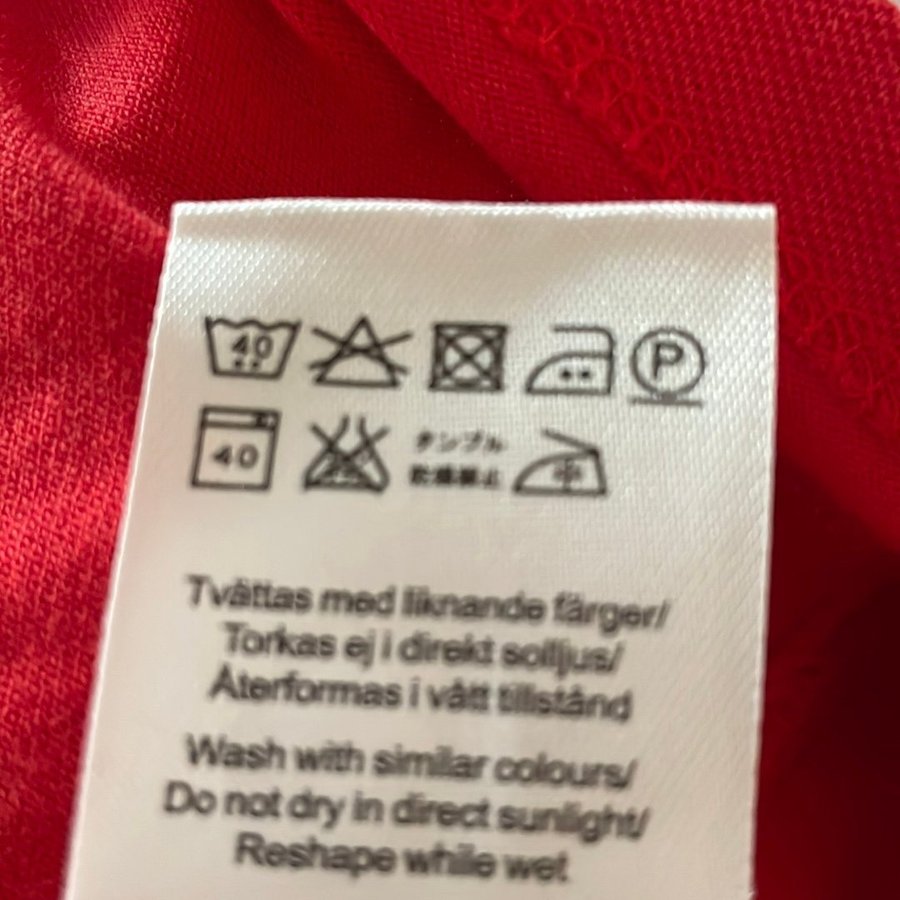 40 P
40 タンブル 中
乾燥禁止
Tvättas med liknande färger/
Torkas ej i direkt solljus/
Återformas i vått tillstånd
Wash with similar colours/
Do not dry in direct sunlight/
Reshape while wet